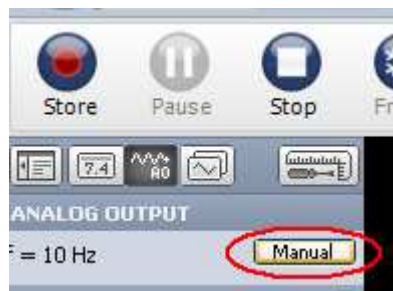 Store Pause Stop
7.4 AO
ANALOG OUTPUT
= 10 Hz Manual